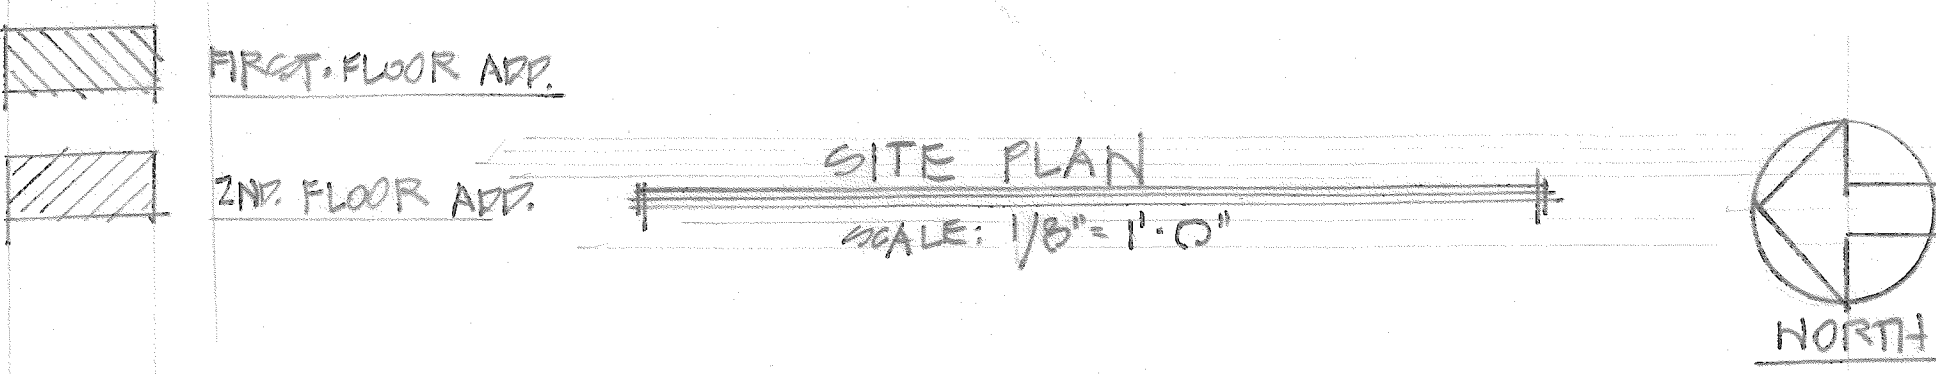 FIRST. FLOOR ADD.
2ND. FLOOR ADD.
SITE PLAN
SCALE: 1/8" = 1'-0"
NORTH